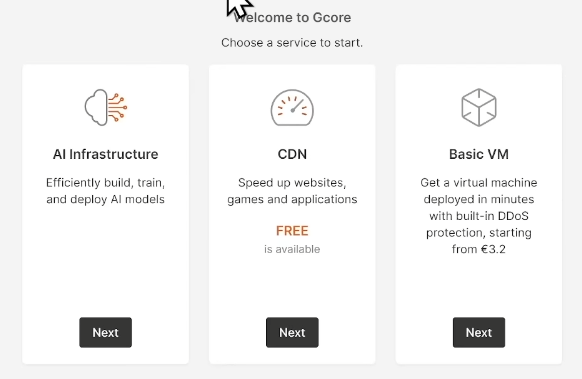 Welcome to Gcore
Choose a service to start.
AI Infrastructure
Efficiently build, train,
and deploy AI models
Next
CDN
Speed up websites,
games and applications
FREE
is available
Next
Basic VM
Get a virtual machine
deployed in minutes
with built-in DDoS
protection, starting
from €3.2
Next